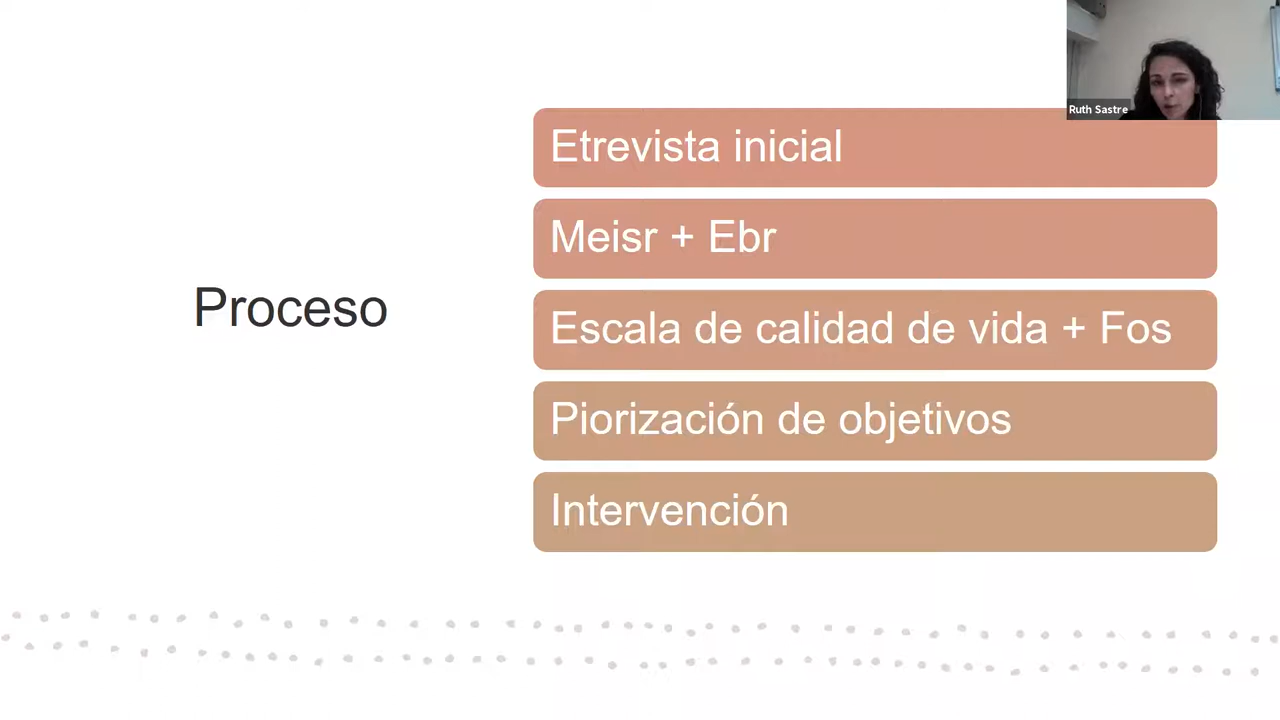 Ruth Sastre
Etrevista inicial
Meisr + Ebr
Proceso
Escala de calidad de vida + Fos
Piorización de objetivos
Intervención